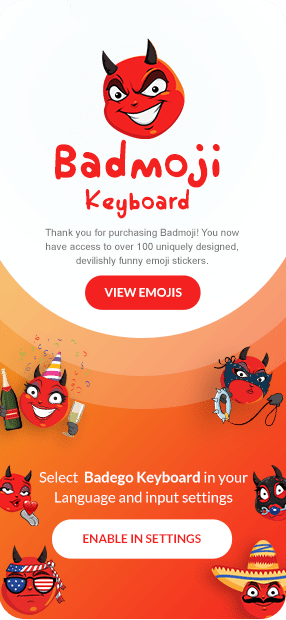 Badmoji
Keyboard
Thank you for purchasing Badmoji! You now
have access to over 100 uniquely designed,
devilishly funny emoji stickers.
VIEW EMOJIS
Select Badego Keyboard in your
Language and input settings
ENABLE IN SETTINGS